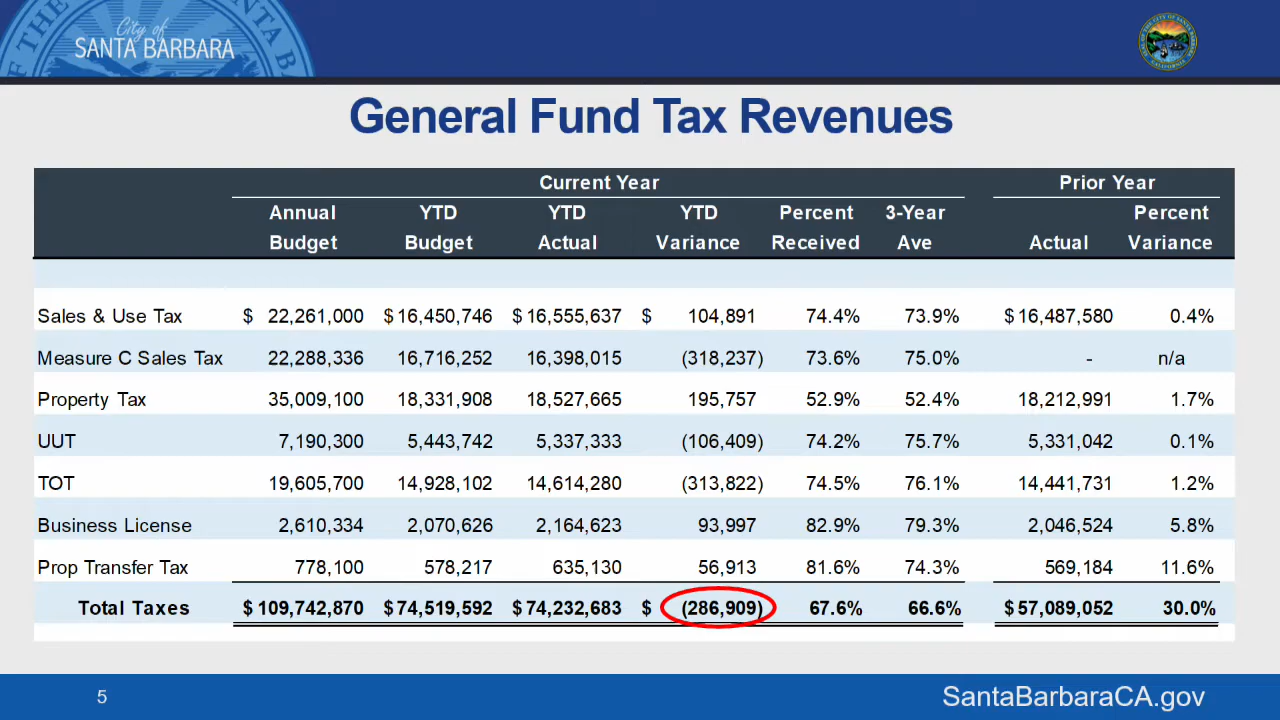 City of
SANTA BARBARA
General Fund Tax Revenues
Current Year Prior Year
Annual YTD YTD YTD Percent 3-Year Percent
Budget Budget Actual Variance Received Ave Actual Variance
Sales & Use Tax $ 22,261,000 $ 16,450,746 $ 16,555,637 $ 104,891 74.4% 73.9% $ 16,487,580 0.4%
Measure C Sales Tax 22,288,336 16,716,252 16,398,015 (318,237) 73.6% 75.0% - n/a
Property Tax 35,009,100 18,331,908 18,527,665 195,757 52.9% 52.4% 18,212,991 1.7%
UUT 7,190,300 5,443,742 5,337,333 (106,409) 74.2% 75.7% 5,331,042 0.1%
TOT 19,605,700 14,928,102 14,614,280 (313,822) 74.5% 76.1% 14,441,731 1.2%
Business License 2,610,334 2,070,626 2,164,623 93,997 82.9% 79.3% 2,046,524 5.8%
Prop Transfer Tax 778,100 578,217 635,130 56,913 81.6% 74.3% 569,184 11.6%
Total Taxes $ 109,742,870 $ 74,519,592 $ 74,232,683 $ (286,909) 67.6% 66.6% $ 57,089,052 30.0%
5
SantaBarbaraCA.gov